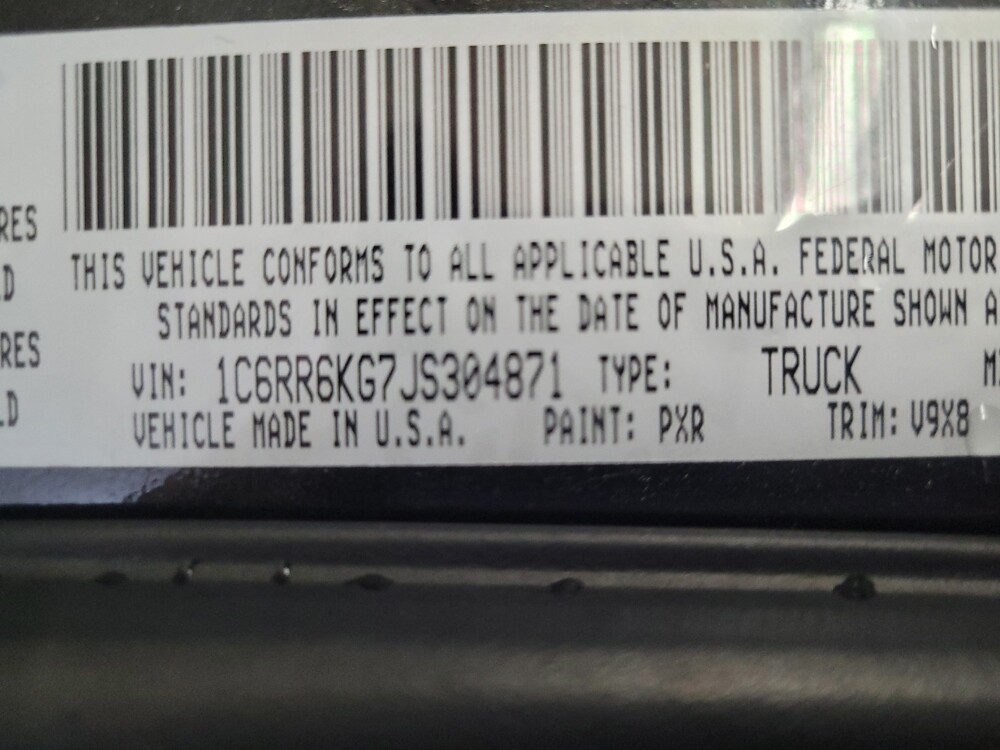 RES
THIS VEHICLE CONFORMS TO ALL APPLICABLE U.S.A. FEDERAL MOTOR
D
STANDARDS IN EFFECT ON THE DATE OF MANUFACTURE SHOWN A
RES
VIN: 1C6RR6KG7JS304871 TYPE: TRUCK
D
VEHICLE MADE IN U.S.A. PAINT: PXR TRIM: V9X8